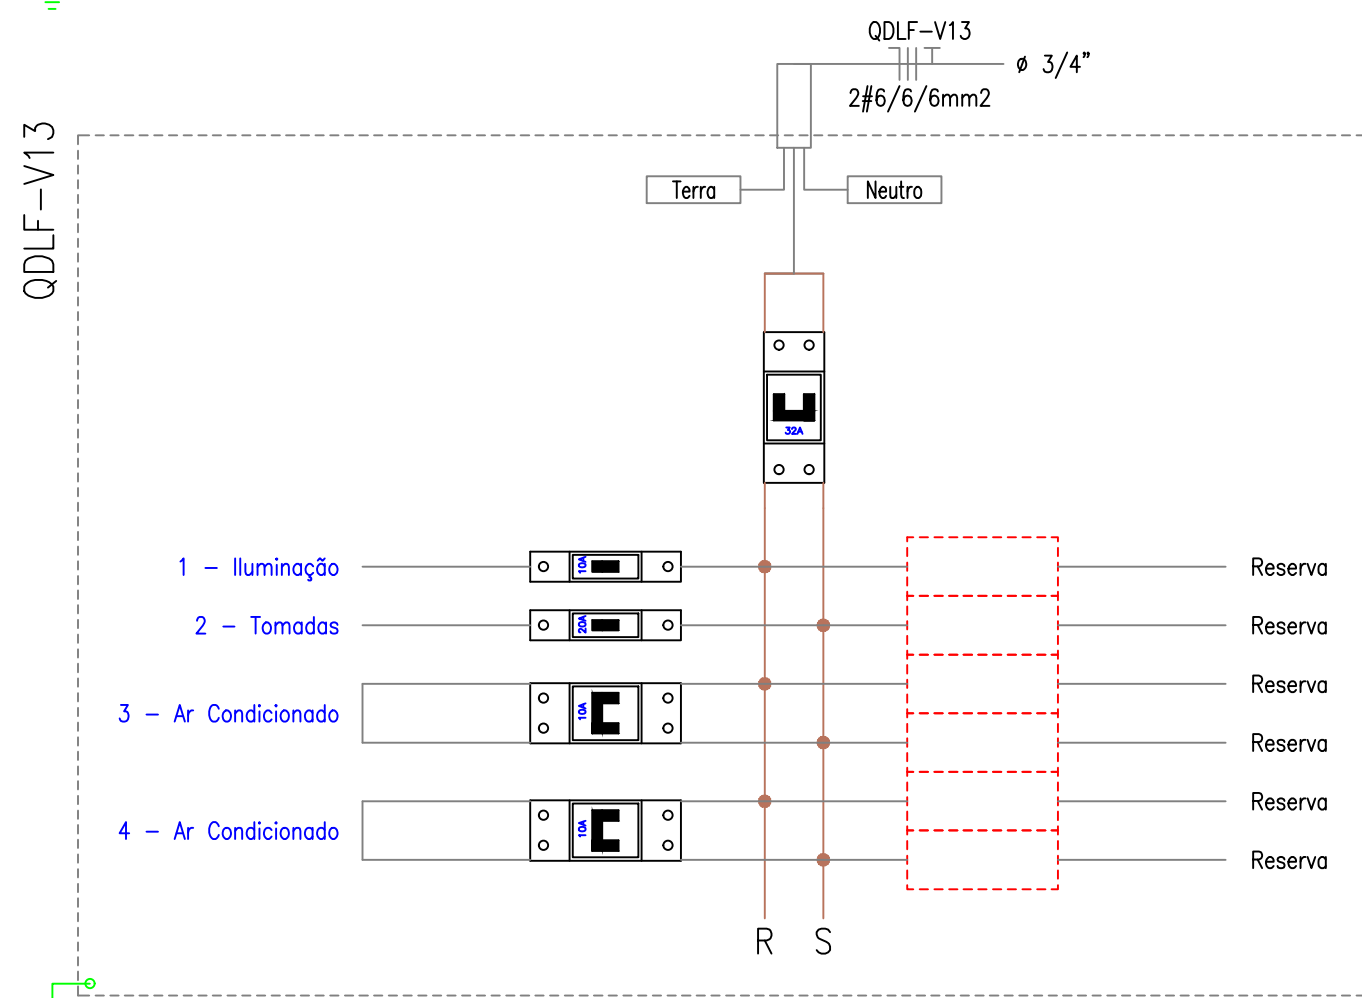 QDLF-V13
ø 3/4"
2#6/6/6mm2
QDLF-V13
Terra
Neutro
32A
1 - Iluminação
10A
Reserva
2 - Tomadas
20A
Reserva
Reserva
3 - Ar Condicionado
10A
Reserva
Reserva
4 - Ar Condicionado
10A
Reserva
R
S